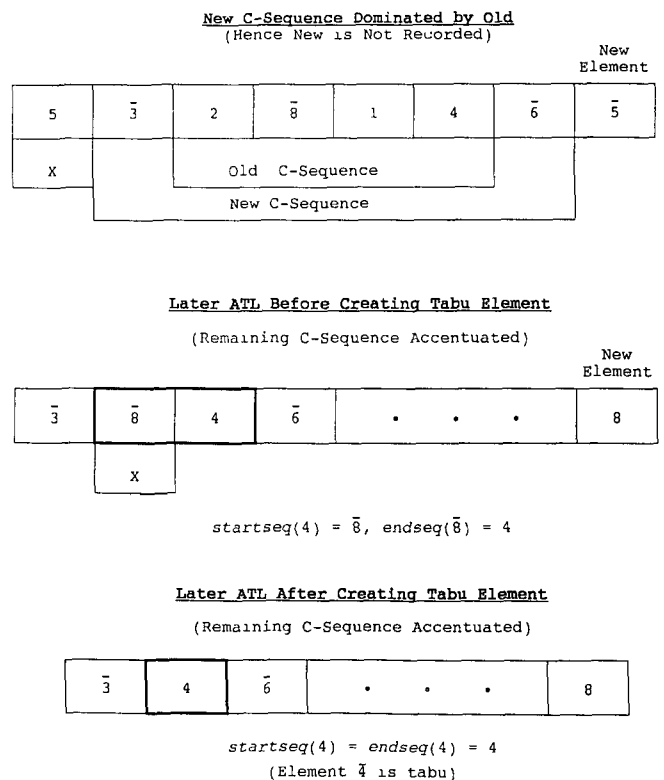 New C-Sequence Dominated by Old
(Hence New is Not Recorded)
New
Element
5 3̄ 2 8̄ 1 4 6̄ 5̄
X Old C-Sequence
New C-Sequence
Later ATL Before Creating Tabu Element
(Remaining C-Sequence Accentuated)
New
Element
3̄ 8̄ 4 6̄ . . . 8
X
startseq(4) = 8̄, endseq(8̄) = 4
Later ATL After Creating Tabu Element
(Remaining C-Sequence Accentuated)
3̄ 4 6̄ . . . 8
startseq(4) = endseq(4) = 4
(Element 4̄ is tabu)